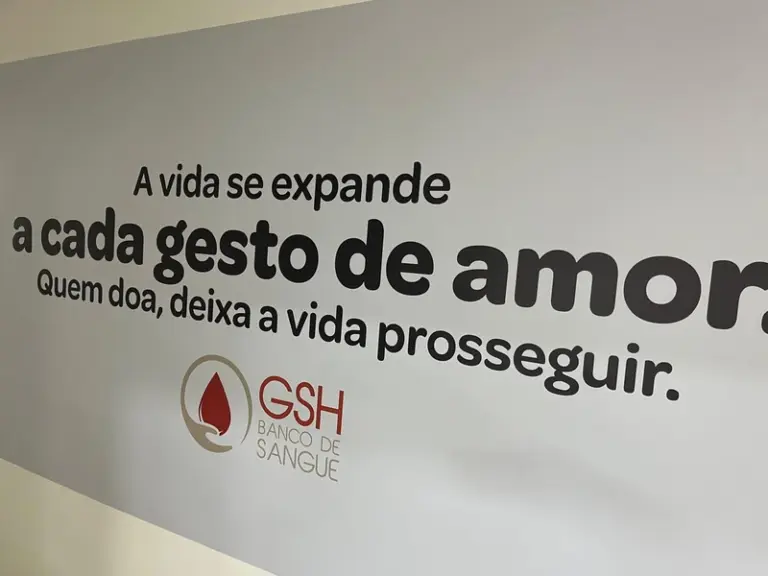 A vida se expande
a cada gesto de amor.
Quem doa, deixa a vida prosseguir.
GSH
BANCO DE
SANGUE